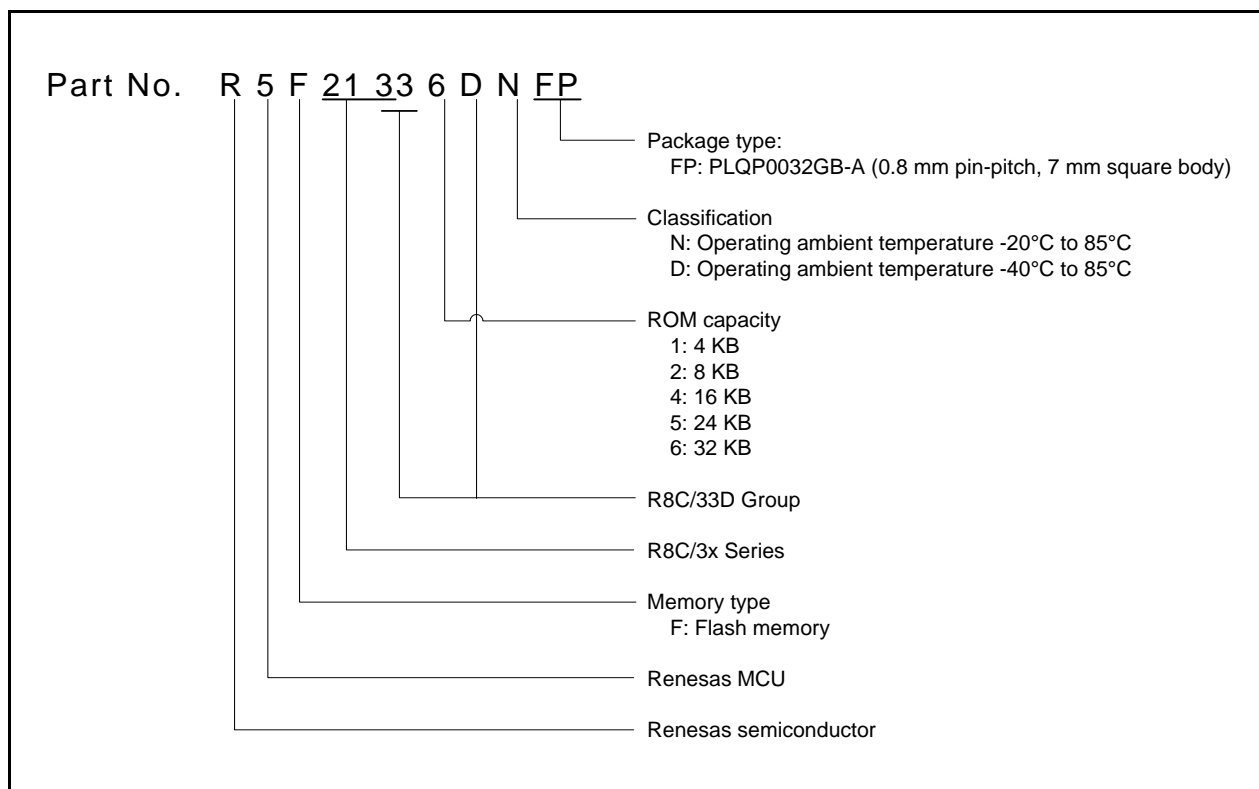 Part No. R 5 F 21 33 6 D N FP
Package type:
FP: PLQP0032GB-A (0.8 mm pin-pitch, 7 mm square body)
Classification
N: Operating ambient temperature -20°C to 85°C
D: Operating ambient temperature -40°C to 85°C
ROM capacity
1: 4 KB
2: 8 KB
4: 16 KB
5: 24 KB
6: 32 KB
R8C/33D Group
R8C/3x Series
Memory type
F: Flash memory
Renesas MCU
Renesas semiconductor